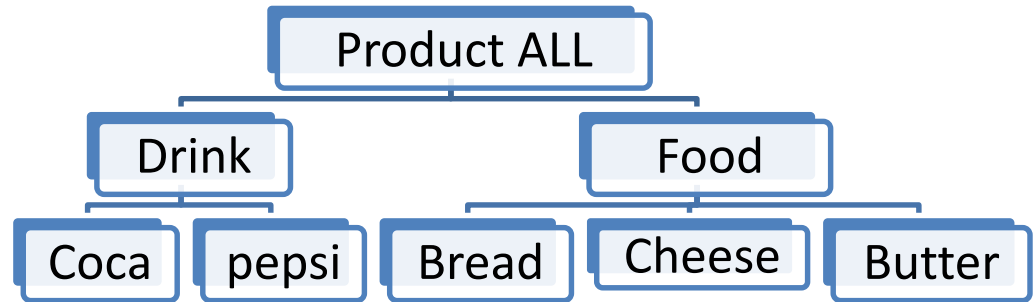 Product ALL
Drink
Food
Coca
pepsi
Bread
Cheese
Butter